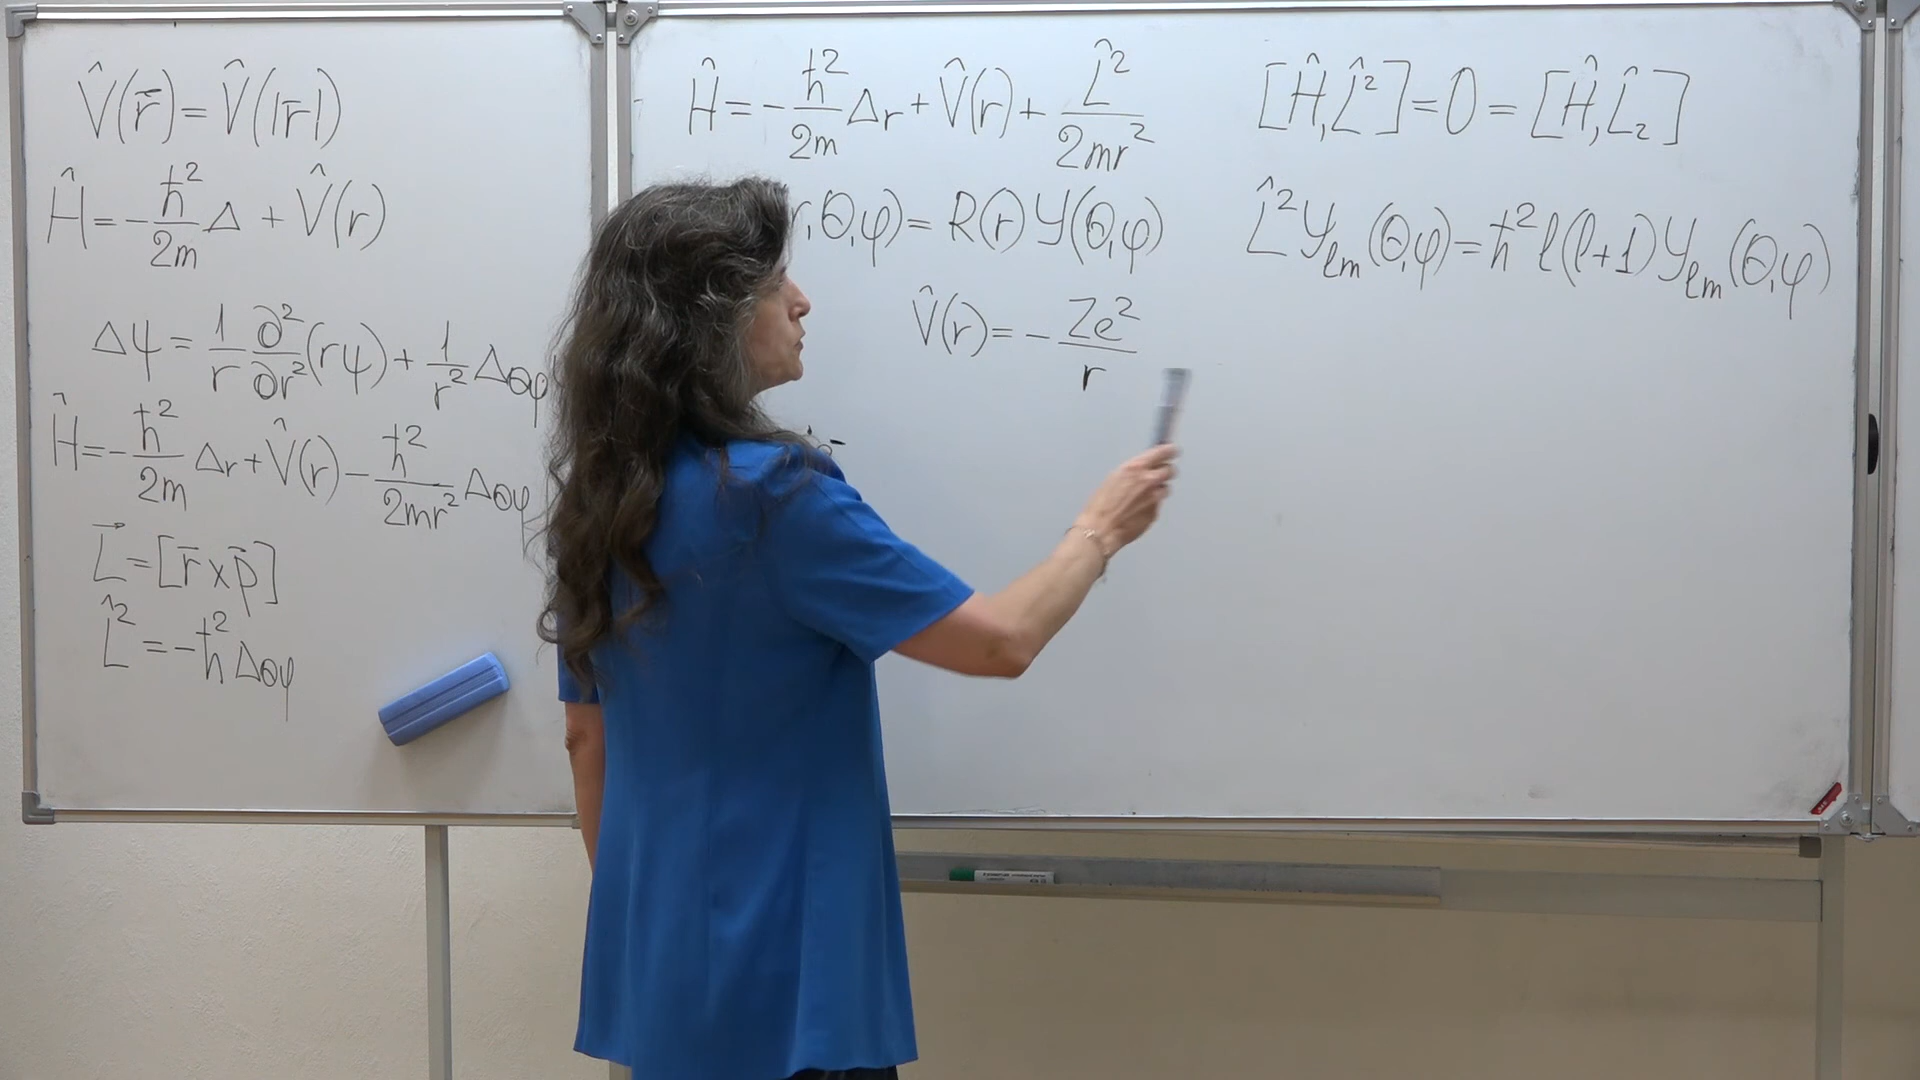 V̂(r̄) = V̂(|r̄|)
Ĥ = -ħ²/2m Δ + V̂(r)
Δψ = 1/r ∂²/∂r² (rψ) + 1/r² Δθφ
Ĥ = -ħ²/2m Δr + V̂(r) - ħ²/2mr² Δθφ
L⃗ = [r̄ × p̄]
L̂² = -ħ² Δθφ
Ĥ = -ħ²/2m Δr + V̂(r) + L̂²/2mr²
r,θ,φ) = R(r) Y(θ,φ)
V̂(r) = - Ze²/r
[Ĥ, L̂²] = 0 = [Ĥ, L̂z]
L̂² Yℓm (θ,φ) = ħ² ℓ(ℓ+1) Yℓm (θ,φ)